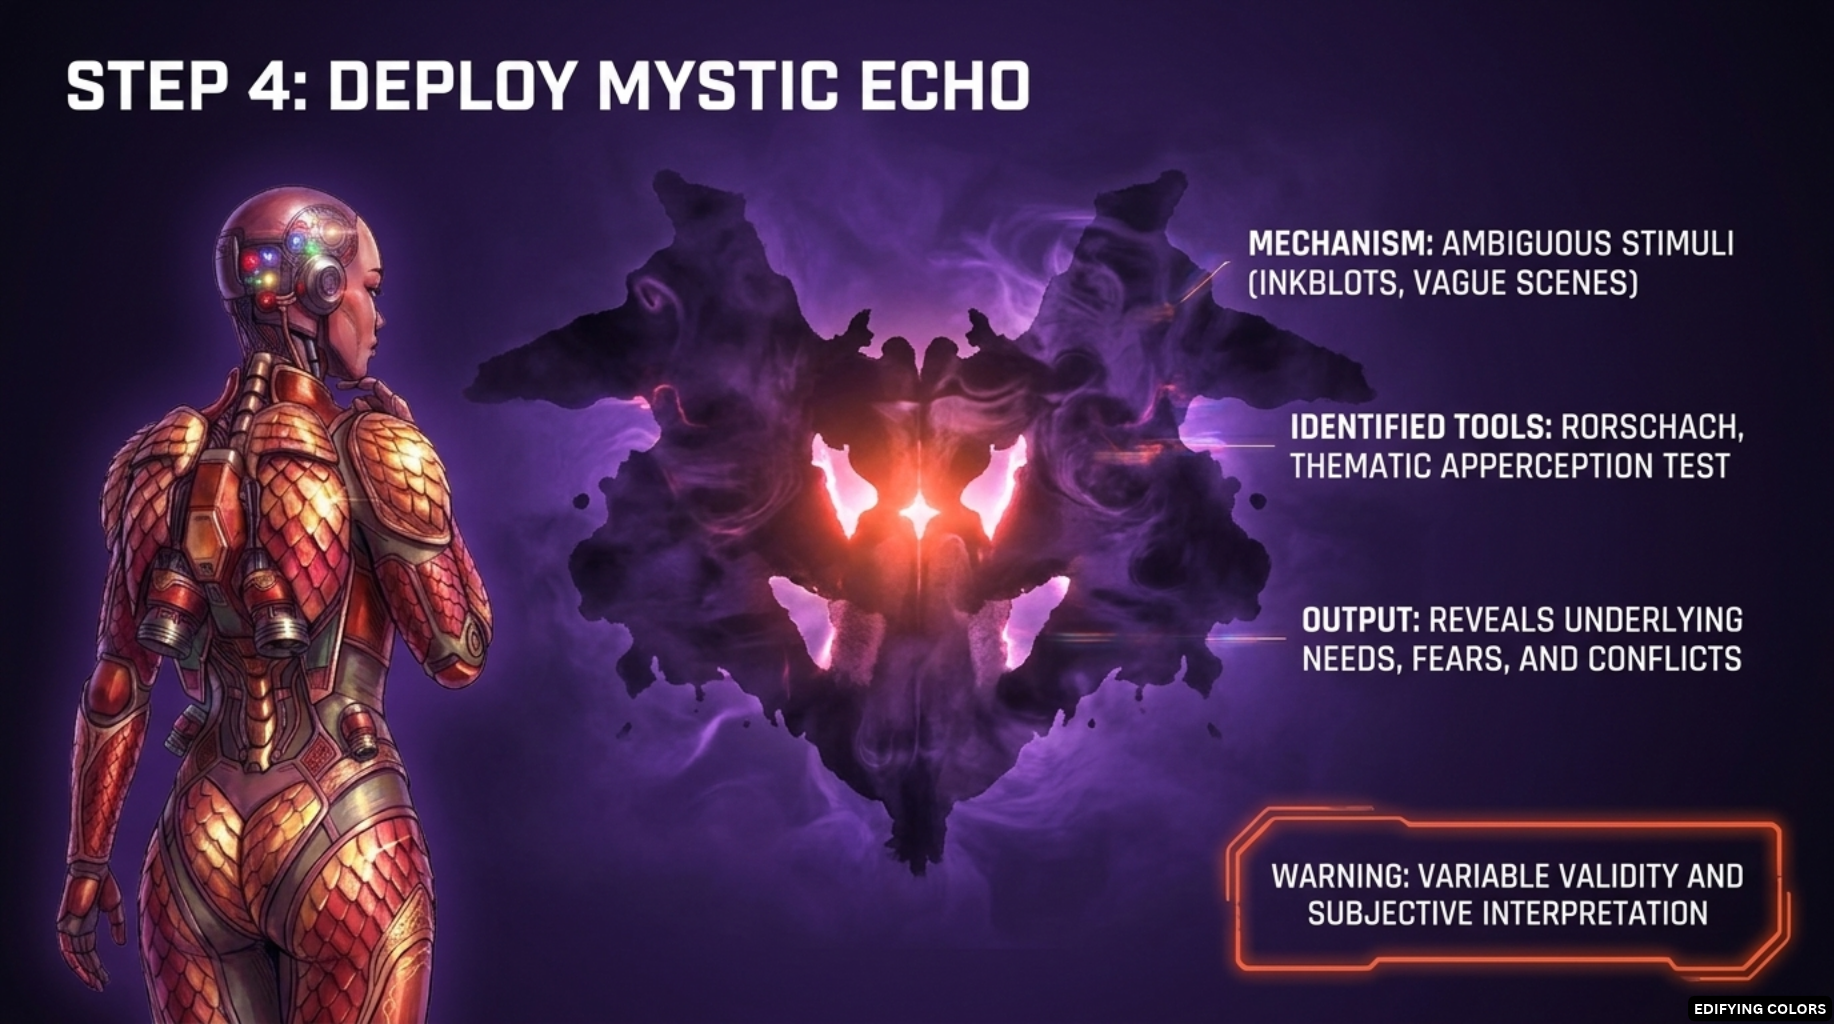 STEP 4: DEPLOY MYSTIC ECHO
MECHANISM: AMBIGUOUS STIMULI
(INKBLOTS, VAGUE SCENES)
IDENTIFIED TOOLS: RORSCHACH,
THEMATIC APPERCEPTION TEST
OUTPUT: REVEALS UNDERLYING
NEEDS, FEARS, AND CONFLICTS
WARNING: VARIABLE VALIDITY AND
SUBJECTIVE INTERPRETATION
EDIFYING COLORS